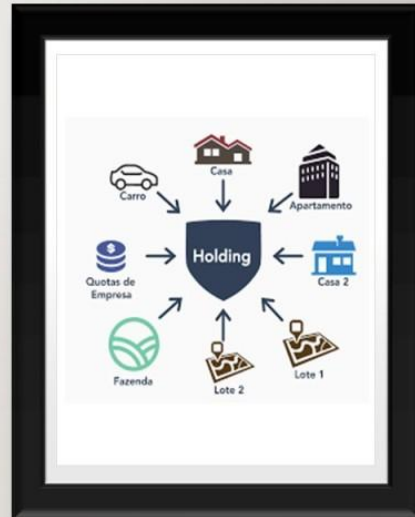 Casa
Carro
Apartamento
Holding
$
Quotas de
Empresa
Casa 2
Fazenda
Lote 2
Lote 1